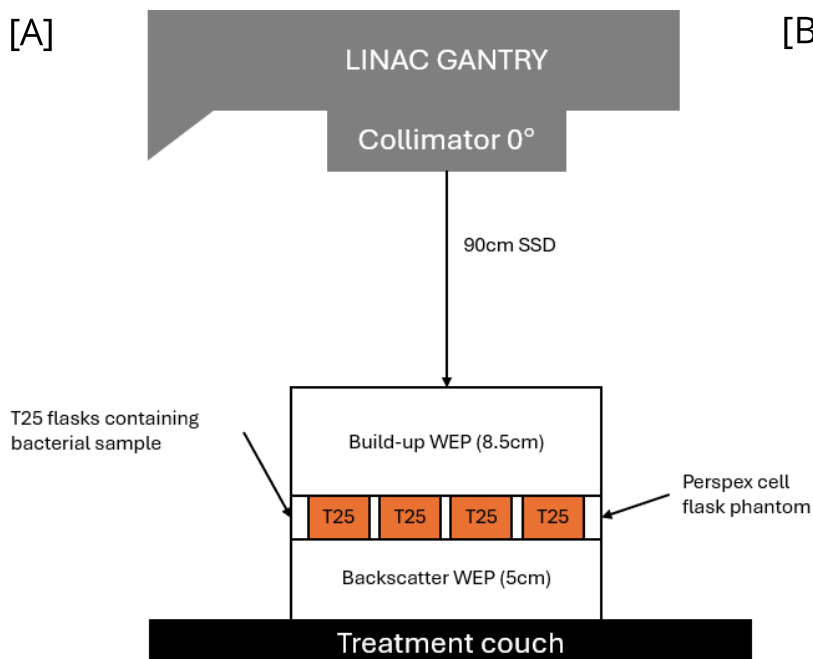 [A]
[B
LINAC GANTRY
Collimator 0°
90cm SSD
T25 flasks containing
bacterial sample
Build-up WEP (8.5cm)
Perspex cell
flask phantom
T25 T25 T25 T25
Backscatter WEP (5cm)
Treatment couch